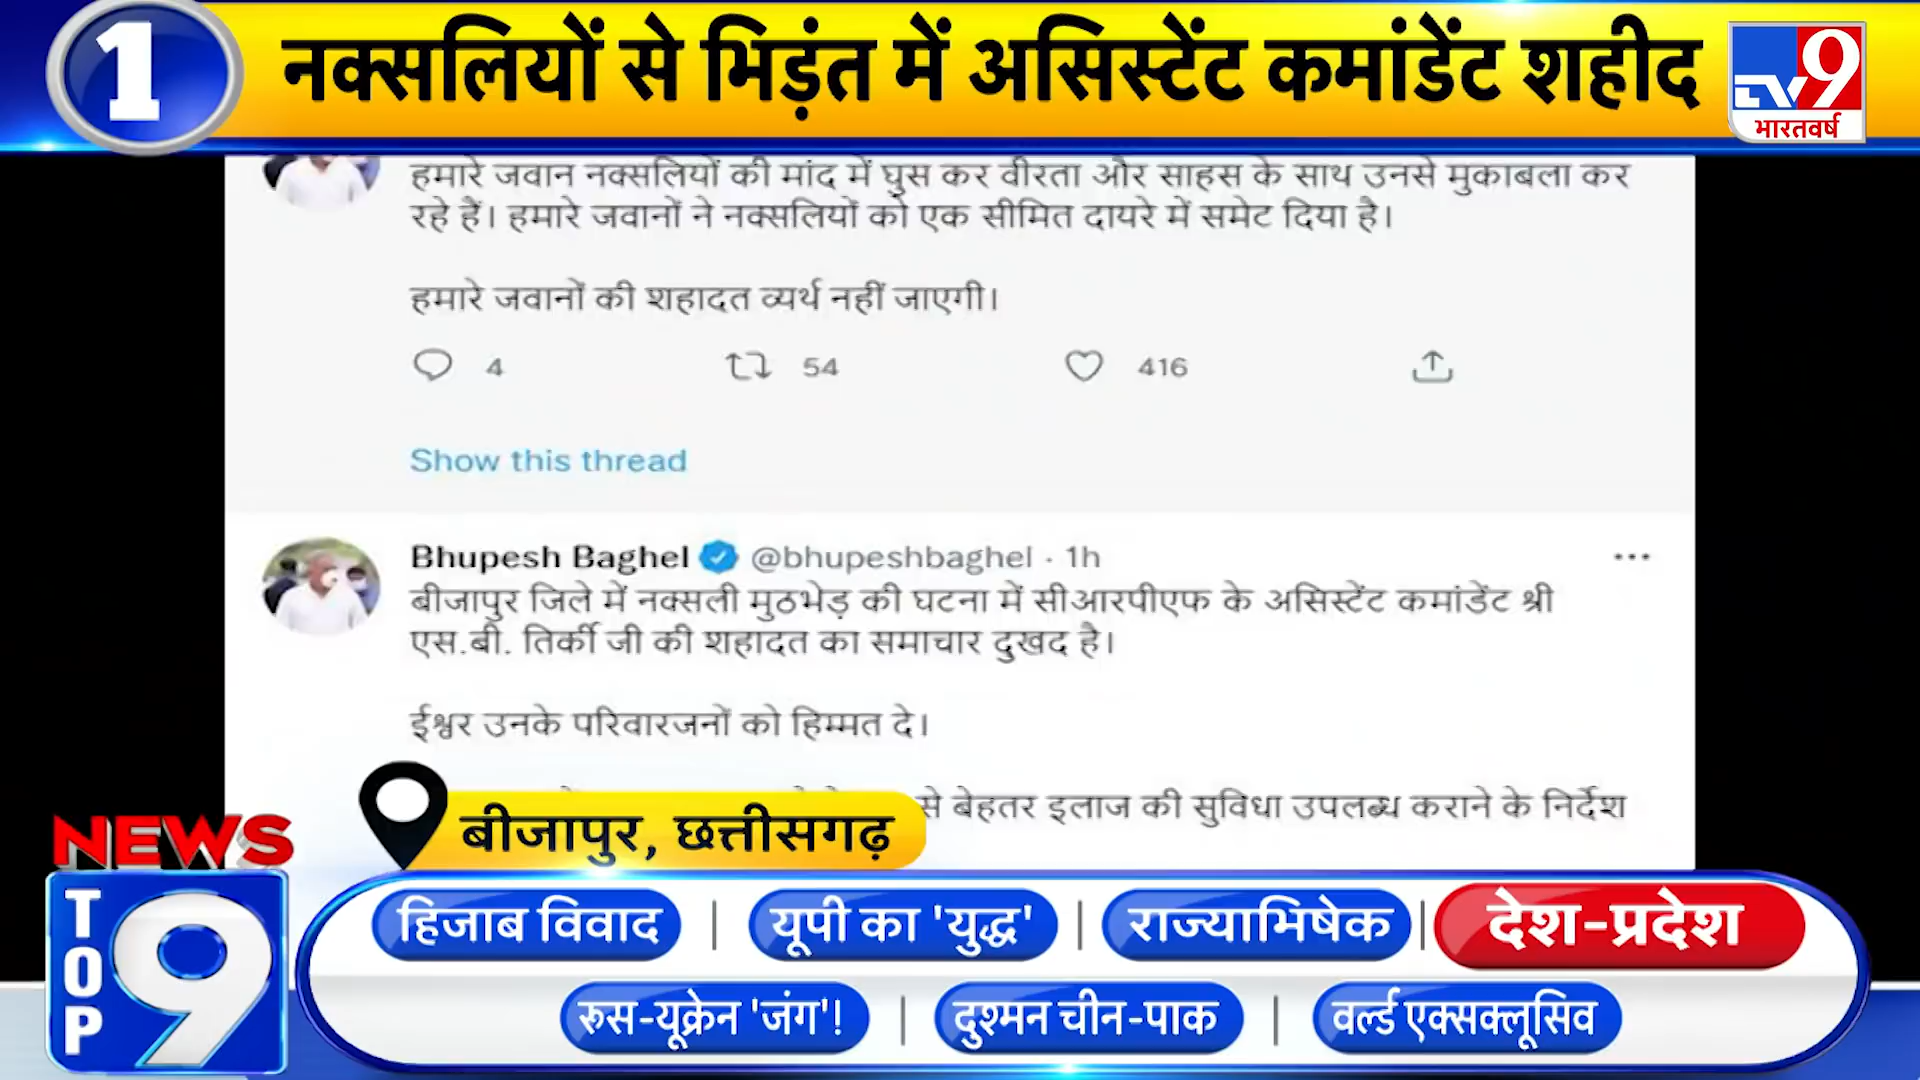 1 नक्सलियों से भिड़ंत में असिस्टेंट कमांडेंट शहीद
TV9
भारतवर्ष
हमारे जवान नक्सलियों की मांद में घुस कर वीरता और साहस के साथ उनसे मुकाबला कर
रहे हैं। हमारे जवानों ने नक्सलियों को एक सीमित दायरे में समेट दिया है।
हमारे जवानों की शहादत व्यर्थ नहीं जाएगी।
4 54 416
Show this thread
Bhupesh Baghel @bhupeshbaghel · 1h
बीजापुर जिले में नक्सली मुठभेड़ की घटना में सीआरपीएफ के असिस्टेंट कमांडेंट श्री
एस.बी. तिर्की जी की शहादत का समाचार दुखद है।
ईश्वर उनके परिवारजनों को हिम्मत दे।
से बेहतर इलाज की सुविधा उपलब्ध कराने के निर्देश
बीजापुर, छत्तीसगढ़
NEWS
TOP 9
हिजाब विवाद | यूपी का 'युद्ध' | राज्याभिषेक | देश-प्रदेश
रूस-यूक्रेन 'जंग'! | दुश्मन चीन-पाक | वर्ल्ड एक्सक्लूसिव